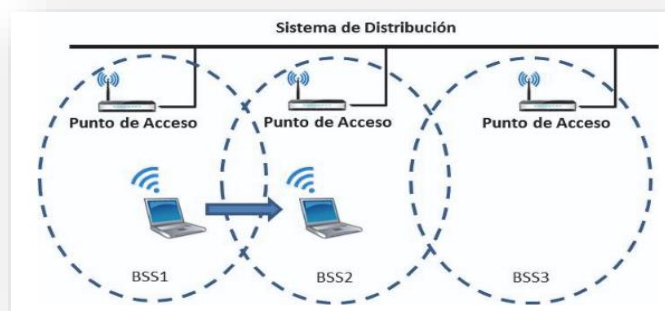 Sistema de Distribución
Punto de Acceso
Punto de Acceso
Punto de Acceso
BSS1
BSS2
BSS3